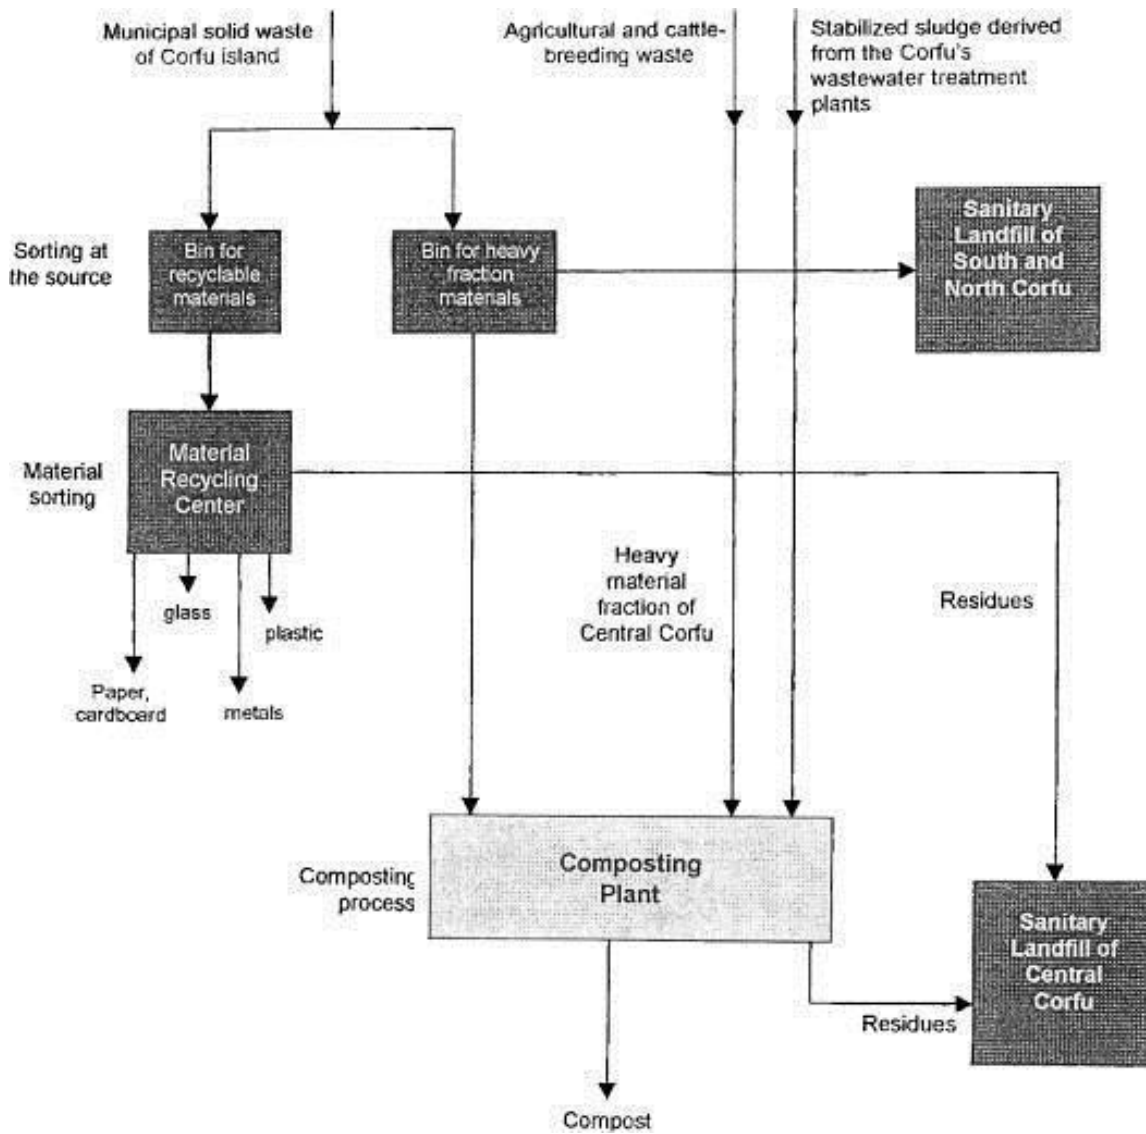 Municipal solid waste
of Corfu island
Agricultural and cattle-
breeding waste
Stabilized sludge derived
from the Corfu's
wastewater treatment
plants
Sorting at
the source
Bin for
recyclable
materials
Bin for heavy
fraction
materials
Sanitary
Landfill of
South and
North Corfu
Material
sorting
Material
Recycling
Center
glass
plastic
Paper,
cardboard
metals
Heavy
material
fraction of
Central Corfu
Residues
Composting
process
Composting
Plant
Sanitary
Landfill of
Central
Corfu
Residues
Compost